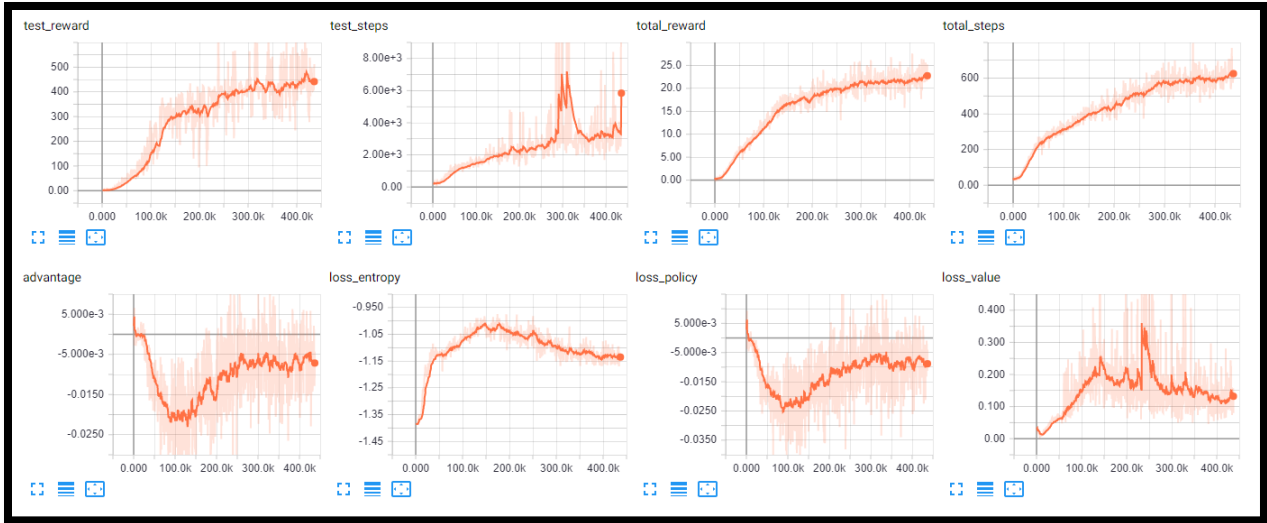 test_reward
500
400
300
200
100
0.00
0.000 100.0k 200.0k 300.0k 400.0k
test_steps
8.00e+3
6.00e+3
4.00e+3
2.00e+3
0.00
0.000 100.0k 200.0k 300.0k 400.0k
total_reward
25.0
20.0
15.0
10.0
5.00
0.00
0.000 100.0k 200.0k 300.0k 400.0k
total_steps
600
400
200
0.00
0.000 100.0k 200.0k 300.0k 400.0k
advantage
5.000e-3
-5.000e-3
-0.0150
-0.0250
0.000 100.0k 200.0k 300.0k 400.0k
loss_entropy
-0.950
-1.05
-1.15
-1.25
-1.35
-1.45
0.000 100.0k 200.0k 300.0k 400.0k
loss_policy
5.000e-3
-5.000e-3
-0.0150
-0.0250
-0.0350
0.000 100.0k 200.0k 300.0k 400.0k
loss_value
0.400
0.300
0.200
0.100
0.00
0.000 100.0k 200.0k 300.0k 400.0k